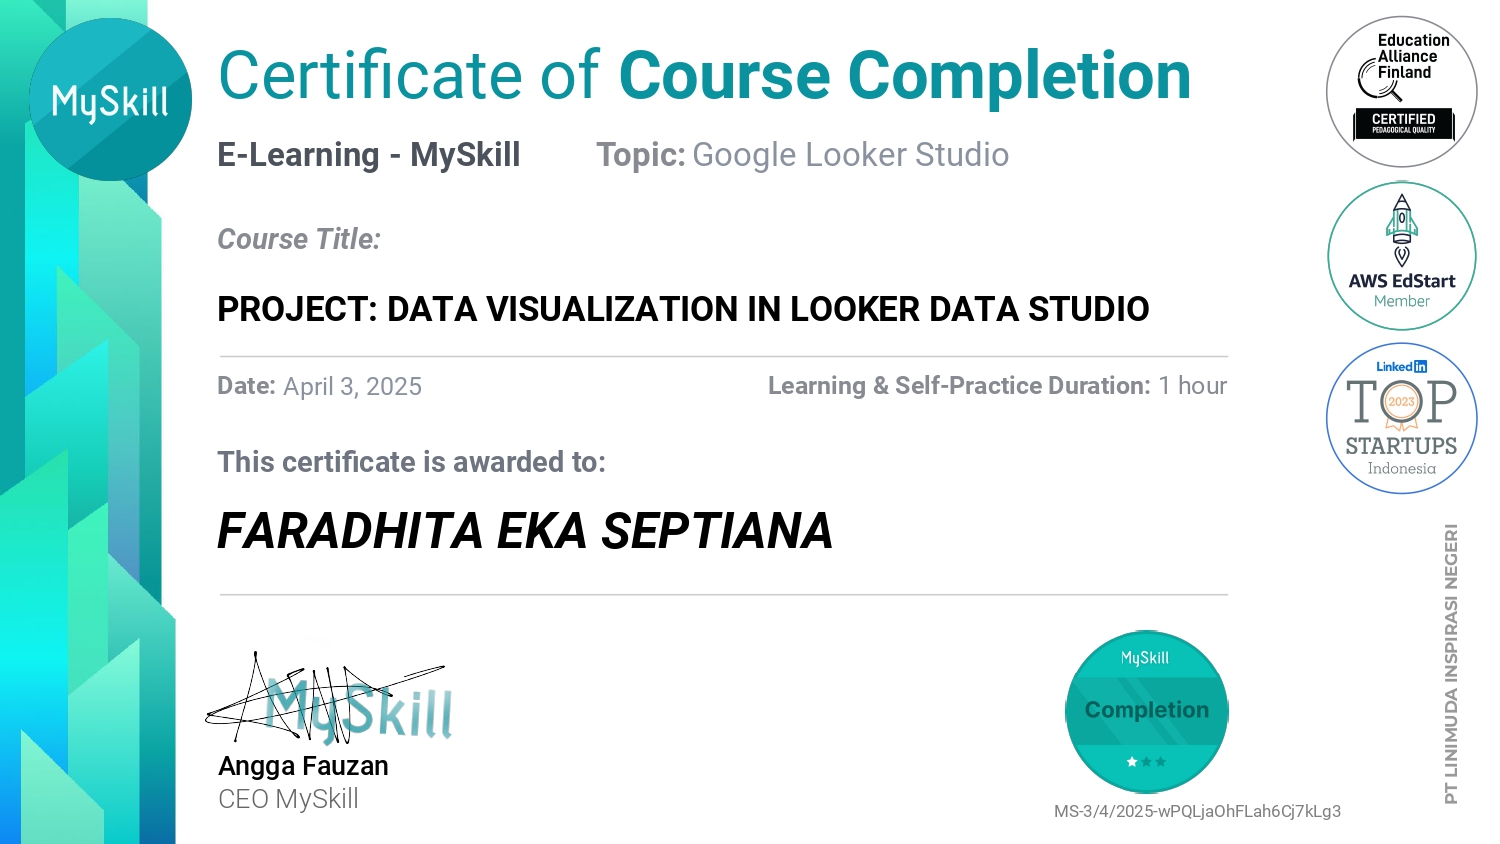 MySkill
Certificate of Course Completion
E-Learning - MySkill
Topic: Google Looker Studio
Course Title:
PROJECT: DATA VISUALIZATION IN LOOKER DATA STUDIO
Date: April 3, 2025
Learning & Self-Practice Duration: 1 hour
This certificate is awarded to:
FARADHITA EKA SEPTIANA
MySkill
Angga Fauzan
CEO MySkill
MySkill
Completion
MS-3/4/2025-wPQLjaOhFLah6Cj7kLg3
Education
Alliance
Finland
CERTIFIED
PEDAGOGICAL QUALITY
AWS EdStart
Member
Linked in
TOP
2023
STARTUPS
Indonesia
PT LINIMUDA INSPIRASI NEGERI